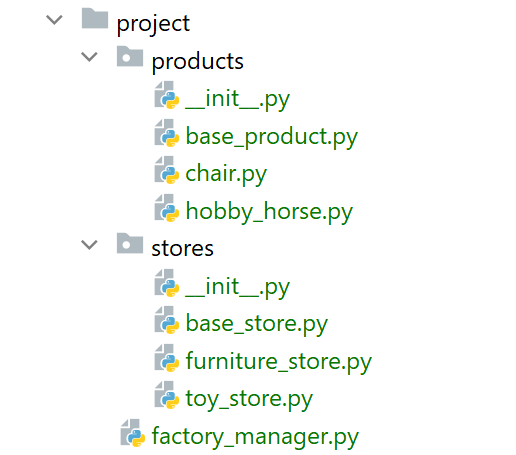 project
products
__init__.py
base_product.py
chair.py
hobby_horse.py
stores
__init__.py
base_store.py
furniture_store.py
toy_store.py
factory_manager.py